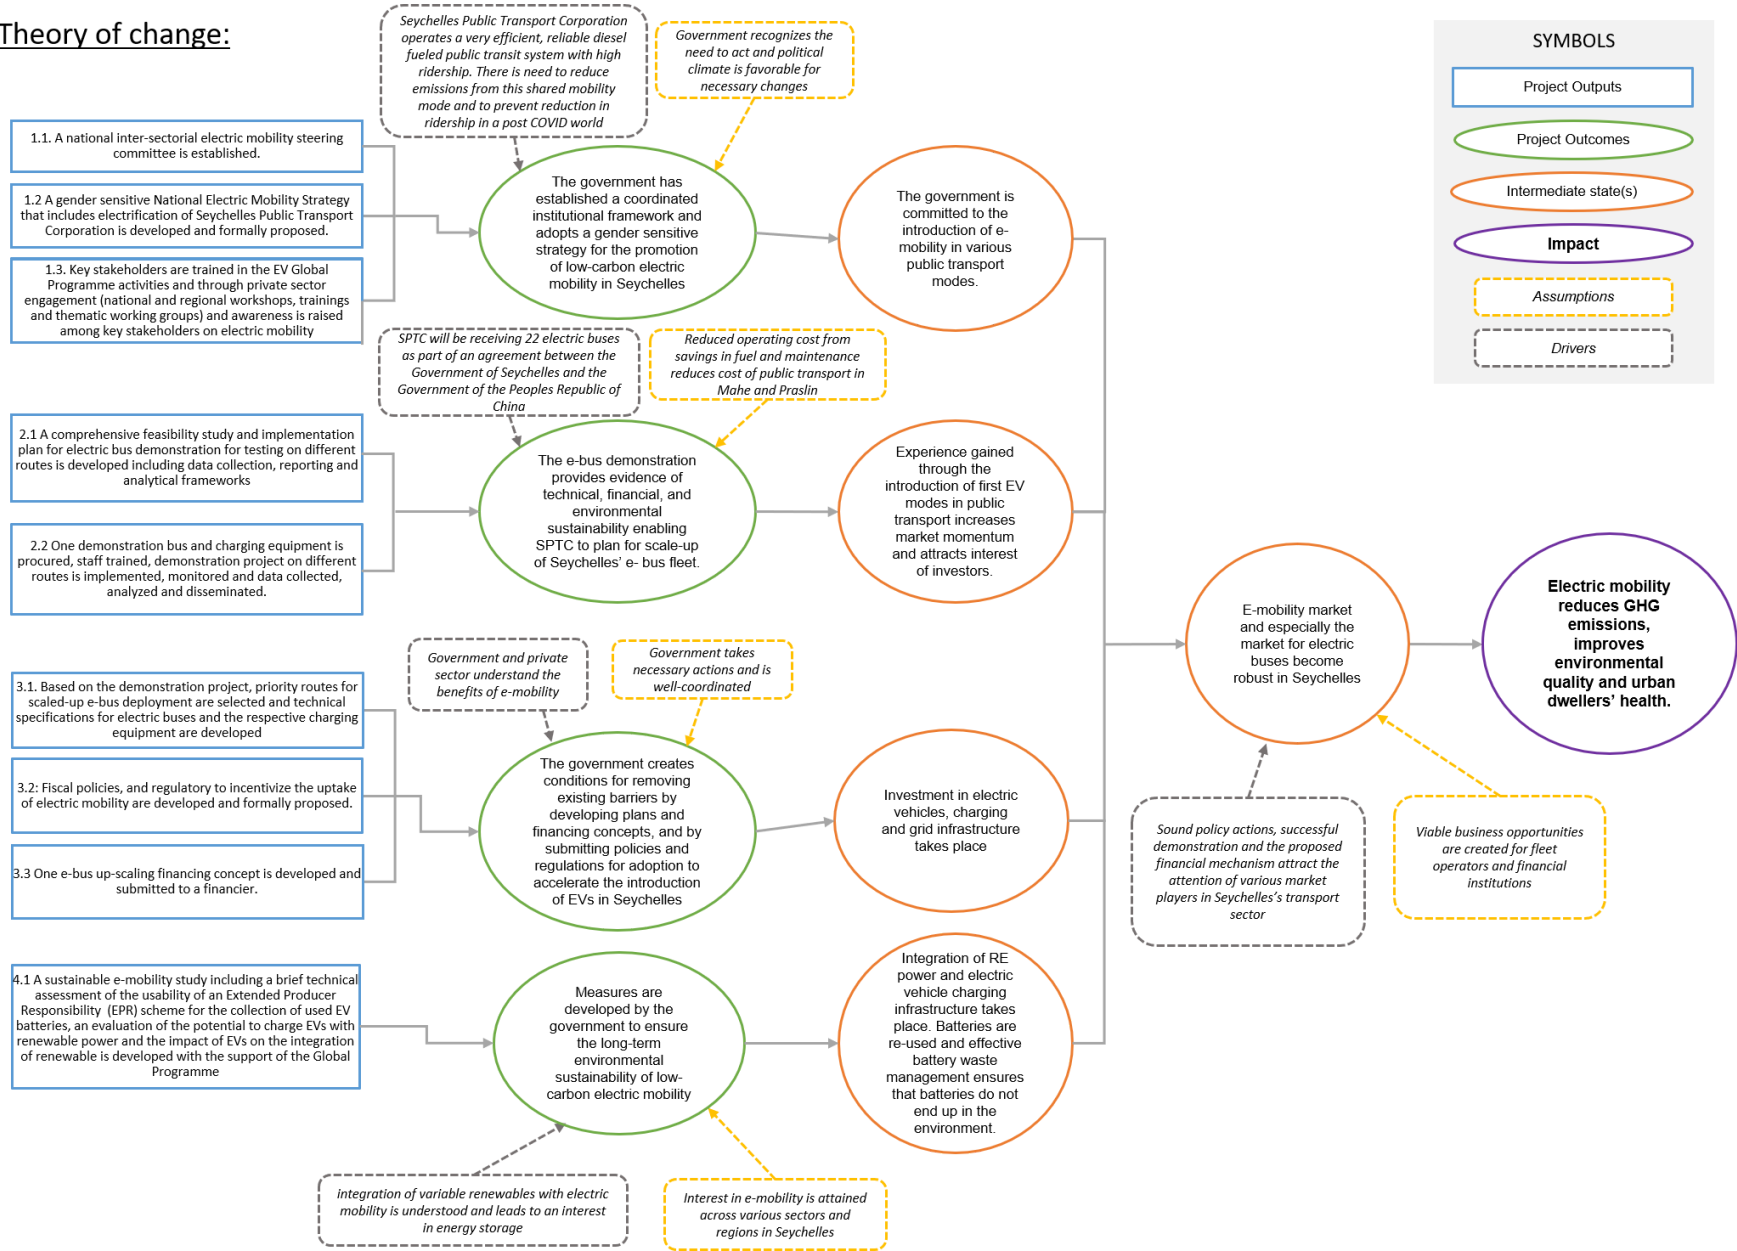 Theory of change:
Seychelles Public Transport Corporation
operates a very efficient, reliable diesel
fueled public transit system with high
ridership. There is need to reduce
emissions from this shared mobility
mode and to prevent reduction in
ridership in a post COVID world
Government recognizes the
need to act and political
climate is favorable for
necessary changes
SYMBOLS
Project Outputs
Project Outcomes
Intermediate state(s)
Impact
Assumptions
Drivers
1.1. A national inter-sectorial electric mobility steering
committee is established.
1.2 A gender sensitive National Electric Mobility Strategy
that includes electrification of Seychelles Public Transport
Corporation is developed and formally proposed.
1.3. Key stakeholders are trained in the EV Global
Programme activities and through private sector
engagement (national and regional workshops, trainings
and thematic working groups) and awareness is raised
among key stakeholders on electric mobility
The government has
established a coordinated
institutional framework and
adopts a gender sensitive
strategy for the promotion
of low-carbon electric
mobility in Seychelles
The government is
committed to the
introduction of e-
mobility in various
public transport
modes.
SPTC will be receiving 22 electric buses
as part of an agreement between the
Government of Seychelles and the
Government of the Peoples Republic of
China
Reduced operating cost from
savings in fuel and maintenance
reduces cost of public transport in
Mahe and Praslin
2.1 A comprehensive feasibility study and implementation
plan for electric bus demonstration for testing on different
routes is developed including data collection, reporting and
analytical frameworks
2.2 One demonstration bus and charging equipment is
procured, staff trained, demonstration project on different
routes is implemented, monitored and data collected,
analyzed and disseminated.
The e-bus demonstration
provides evidence of
technical, financial, and
environmental
sustainability enabling
SPTC to plan for scale-up
of Seychelles’ e- bus fleet.
Experience gained
through the
introduction of first EV
modes in public
transport increases
market momentum
and attracts interest
of investors.
Government and private
sector understand the
benefits of e-mobility
Government takes
necessary actions and is
well-coordinated
3.1. Based on the demonstration project, priority routes for
scaled-up e-bus deployment are selected and technical
specifications for electric buses and the respective charging
equipment are developed
3.2: Fiscal policies, and regulatory to incentivize the uptake
of electric mobility are developed and formally proposed.
3.3 One e-bus up-scaling financing concept is developed and
submitted to a financier.
The government creates
conditions for removing
existing barriers by
developing plans and
financing concepts, and by
submitting policies and
regulations for adoption to
accelerate the introduction
of EVs in Seychelles
Investment in electric
vehicles, charging
and grid infrastructure
takes place
E-mobility market
and especially the
market for electric
buses become
robust in Seychelles
Electric mobility
reduces GHG
emissions,
improves
environmental
quality and urban
dwellers’ health.
Sound policy actions, successful
demonstration and the proposed
financial mechanism attract the
attention of various market
players in Seychelles’s transport
sector
Viable business opportunities
are created for fleet
operators and financial
institutions
4.1 A sustainable e-mobility study including a brief technical
assessment of the usability of an Extended Producer
Responsibility (EPR) scheme for the collection of used EV
batteries, an evaluation of the potential to charge EVs with
renewable power and the impact of EVs on the integration
of renewable is developed with the support of the Global
Programme
Measures are
developed by the
government to ensure
the long-term
environmental
sustainability of low-
carbon electric mobility
Integration of RE
power and electric
vehicle charging
infrastructure takes
place. Batteries are
re-used and effective
battery waste
management ensures
that batteries do not
end up in the
environment.
integration of variable renewables with electric
mobility is understood and leads to an interest
in energy storage
Interest in e-mobility is attained
across various sectors and
regions in Seychelles